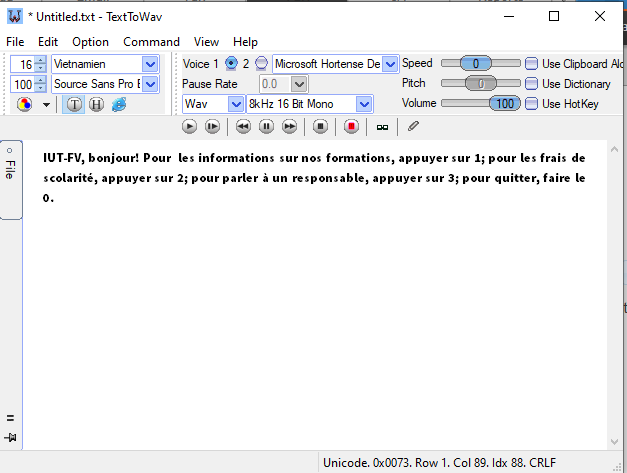 * Untitled.txt - TextToWav
File Edit Option Command View Help
16 Vietnamien Voice 1 2 Microsoft Hortense De Speed 0 Use Clipboard
100 Source Sans Pro Pause Rate 0.0 Pitch 0 Use Dictionary
T H Wav 8kHz 16 Bit Mono Volume 100 Use HotKey
File
IUT-FV, bonjour! Pour les informations sur nos formations, appuyer sur 1; pour les frais de
scolarité, appuyer sur 2; pour parler à un responsable, appuyer sur 3; pour quitter, faire le
0.
Unicode. 0x0073. Row 1. Col 89. Idx 88. CRLF